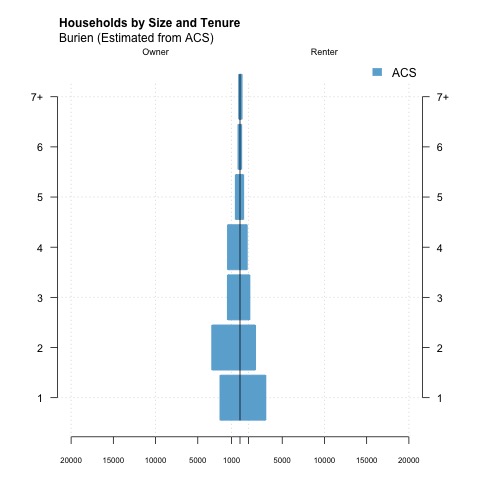 Households by Size and Tenure
Burien (Estimated from ACS)
Owner Renter
ACS
7+ 7+
6 6
5 5
4 4
3 3
2 2
1 1
20000 15000 10000 5000 1000 5000 10000 15000 20000